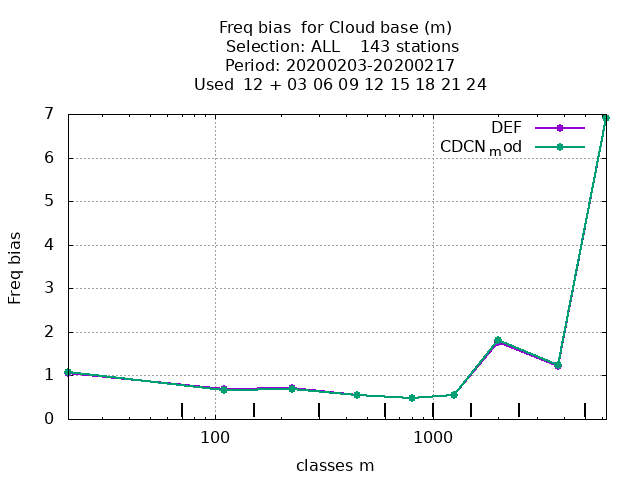 Freq bias  for Cloud base (m)
Selection: ALL    143 stations
Period: 20200203-20200217
Used  12 + 03 06 09 12 15 18 21 24
7
6
5
4
3
2
1
0
Freq bias
DEF
CDCNmod
100
1000
classes m